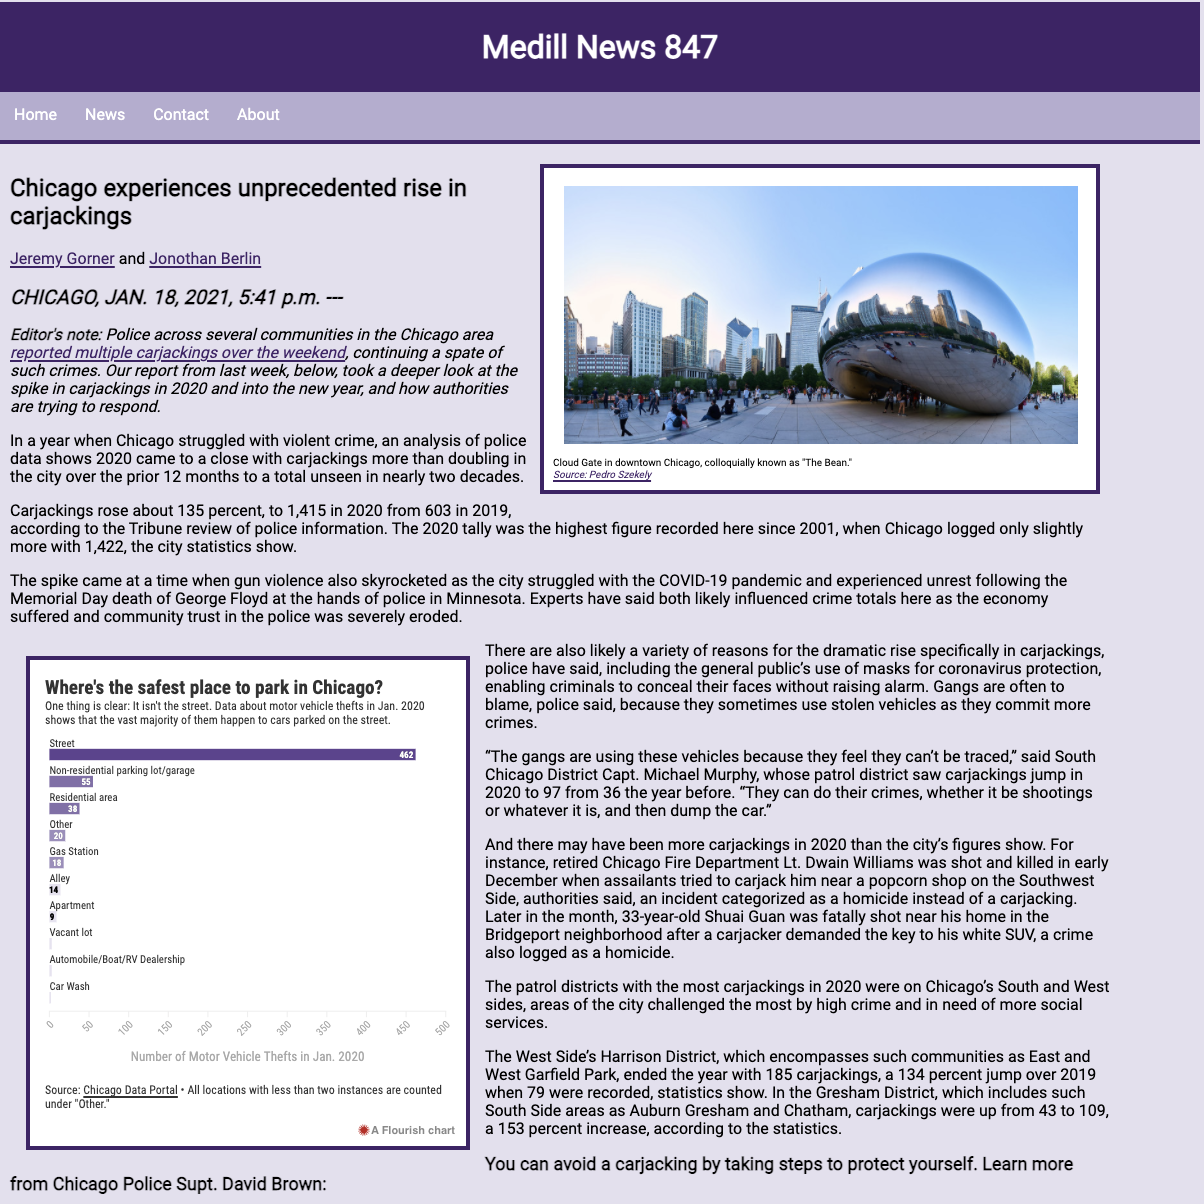 Medill News 847
Home News Contact About
Chicago experiences unprecedented rise in
carjackings
Jeremy Gorner and Jonothan Berlin
CHICAGO, JAN. 18, 2021, 5:41 p.m. ---
Editor's note: Police across several communities in the Chicago area
reported multiple carjackings over the weekend, continuing a spate of
such crimes. Our report from last week, below, took a deeper look at the
spike in carjackings in 2020 and into the new year, and how authorities
are trying to respond.
In a year when Chicago struggled with violent crime, an analysis of police
data shows 2020 came to a close with carjackings more than doubling in
the city over the prior 12 months to a total unseen in nearly two decades.
Cloud Gate in downtown Chicago, colloquially known as "The Bean."
Source: Pedro Szekely
Carjackings rose about 135 percent, to 1,415 in 2020 from 603 in 2019,
according to the Tribune review of police information. The 2020 tally was the highest figure recorded here since 2001, when Chicago logged only slightly
more with 1,422, the city statistics show.
The spike came at a time when gun violence also skyrocketed as the city struggled with the COVID-19 pandemic and experienced unrest following the
Memorial Day death of George Floyd at the hands of police in Minnesota. Experts have said both likely influenced crime totals here as the economy
suffered and community trust in the police was severely eroded.
Where's the safest place to park in Chicago?
One thing is clear: It isn't the street. Data about motor vehicle thefts in Jan. 2020
shows that the vast majority of them happen to cars parked on the street.
Street
462
Non-residential parking lot/garage
55
Residential area
38
Other
20
Gas Station
18
Alley
14
Apartment
9
Vacant lot
Automobile/Boat/RV Dealership
Car Wash
0 50 100 150 200 250 300 350 400 450 500
Number of Motor Vehicle Thefts in Jan. 2020
Source: Chicago Data Portal • All locations with less than two instances are counted
under "Other."
A Flourish chart
There are also likely a variety of reasons for the dramatic rise specifically in carjackings,
police have said, including the general public’s use of masks for coronavirus protection,
enabling criminals to conceal their faces without raising alarm. Gangs are often to
blame, police said, because they sometimes use stolen vehicles as they commit more
crimes.
“The gangs are using these vehicles because they feel they can’t be traced,” said South
Chicago District Capt. Michael Murphy, whose patrol district saw carjackings jump in
2020 to 97 from 36 the year before. “They can do their crimes, whether it be shootings
or whatever it is, and then dump the car.”
And there may have been more carjackings in 2020 than the city’s figures show. For
instance, retired Chicago Fire Department Lt. Dwain Williams was shot and killed in early
December when assailants tried to carjack him near a popcorn shop on the Southwest
Side, authorities said, an incident categorized as a homicide instead of a carjacking.
Later in the month, 33-year-old Shuai Guan was fatally shot near his home in the
Bridgeport neighborhood after a carjacker demanded the key to his white SUV, a crime
also logged as a homicide.
The patrol districts with the most carjackings in 2020 were on Chicago’s South and West
sides, areas of the city challenged the most by high crime and in need of more social
services.
The West Side’s Harrison District, which encompasses such communities as East and
West Garfield Park, ended the year with 185 carjackings, a 134 percent jump over 2019
when 79 were recorded, statistics show. In the Gresham District, which includes such
South Side areas as Auburn Gresham and Chatham, carjackings were up from 43 to 109,
a 153 percent increase, according to the statistics.
You can avoid a carjacking by taking steps to protect yourself. Learn more
from Chicago Police Supt. David Brown: